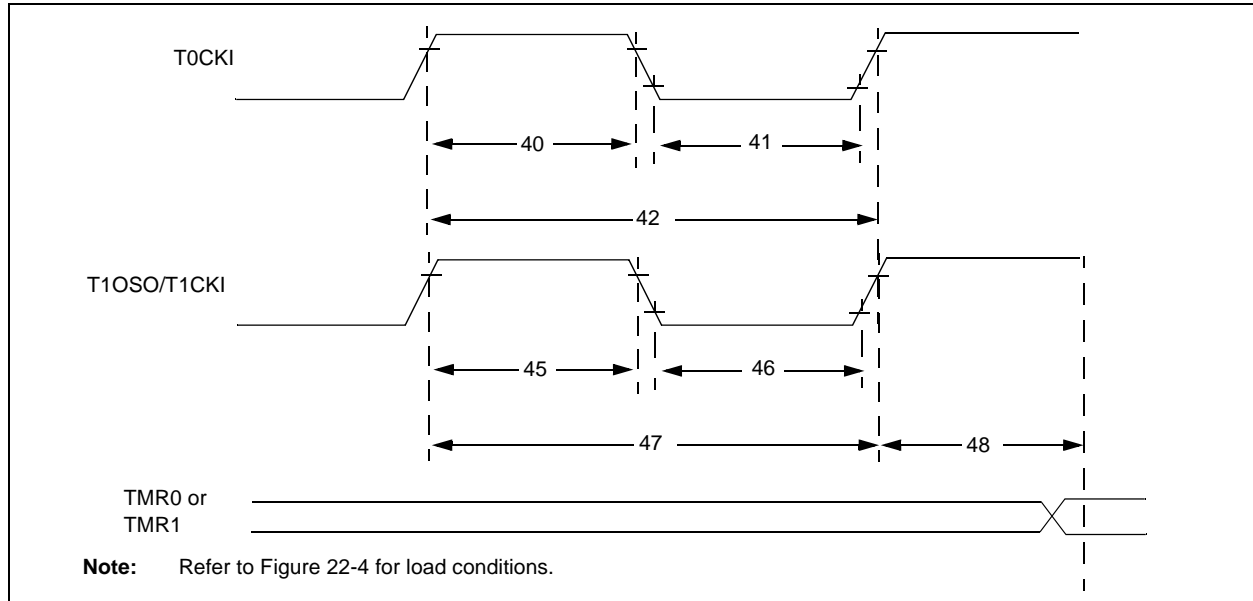 T0CKI
40
41
42
T1OSO/T1CKI
45
46
47
48
TMR0 or
TMR1
Note: Refer to Figure 22-4 for load conditions.